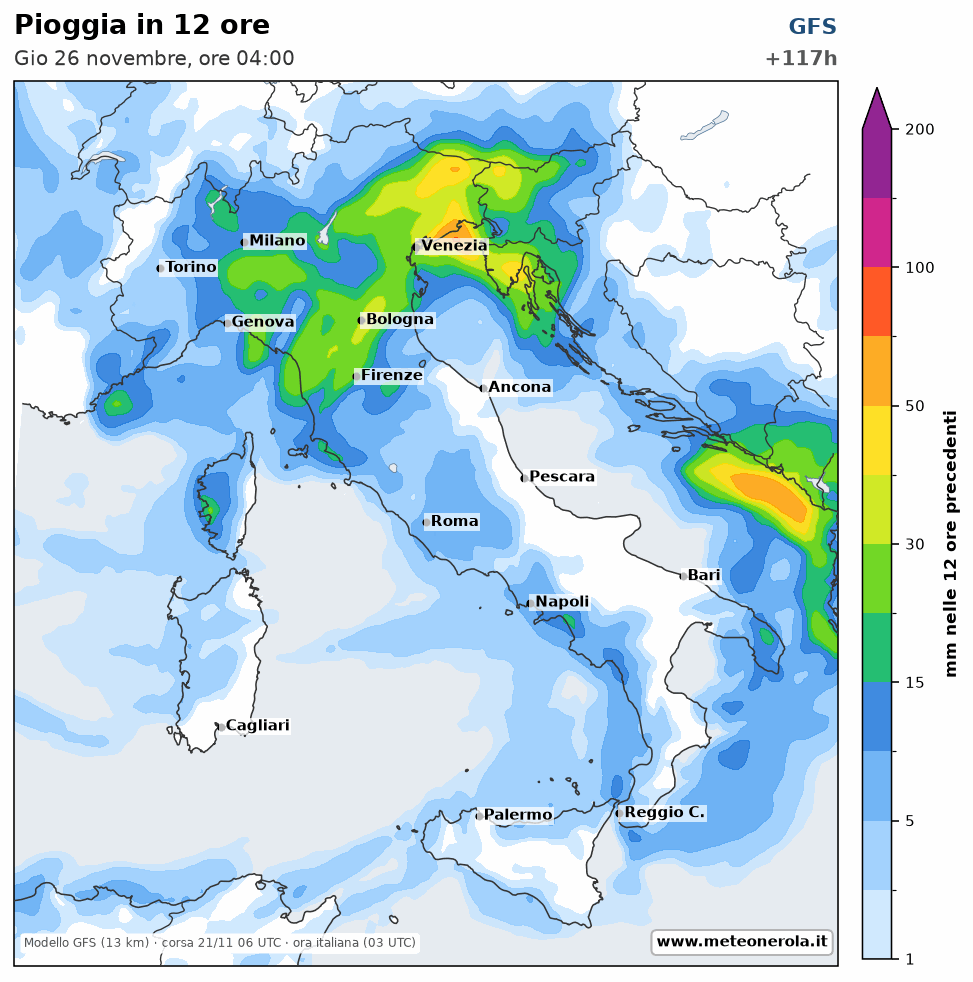 Pioggia in 12 ore
GFS
Gio 26 novembre, ore 04:00
+117h
Milano
Torino
Venezia
Genova
Bologna
Firenze
Ancona
Pescara
Roma
Bari
Napoli
Cagliari
Palermo
Reggio C.
200
100
50
30
15
5
1
mm nelle 12 ore precedenti
Modello GFS (13 km) · corsa 21/11 06 UTC · ora italiana (03 UTC)
www.meteonerola.it